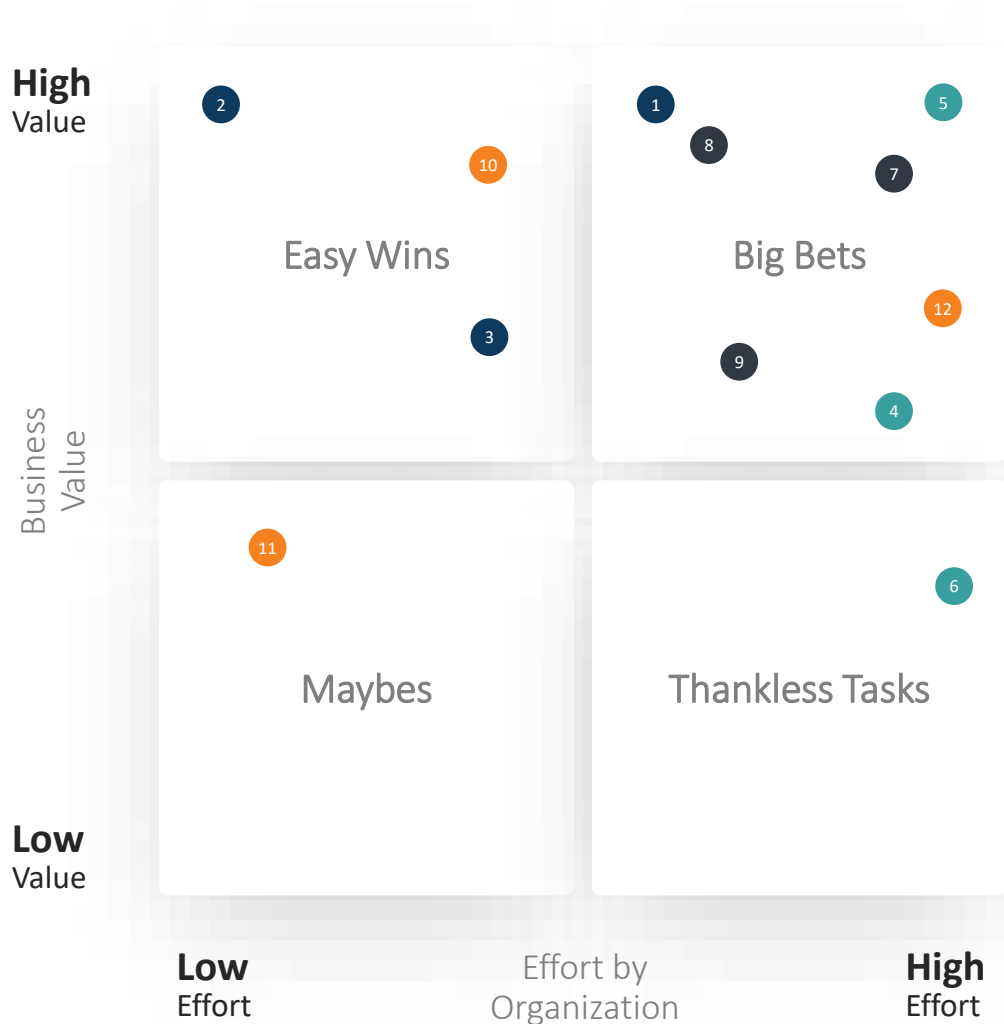 High
Value
2
1
5
8
10
7
Easy Wins
Big Bets
12
3
9
4
Business
Value
11
6
Maybes
Thankless Tasks
Low
Value
Low
Effort
Effort by
Organization
High
Effort